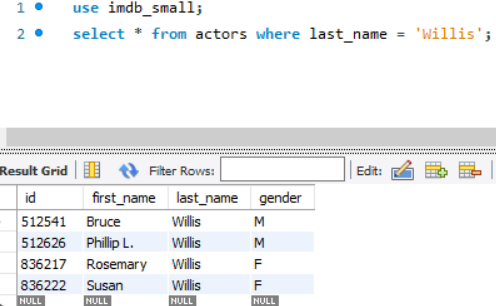 1 use imdb_small;
2 select * from actors where last_name = 'Willis';
Result Grid Filter Rows: Edit:
id first_name last_name gender
512541 Bruce Willis M
512626 Phillip L. Willis M
836217 Rosemary Willis F
836222 Susan Willis F
NULL NULL NULL NULL